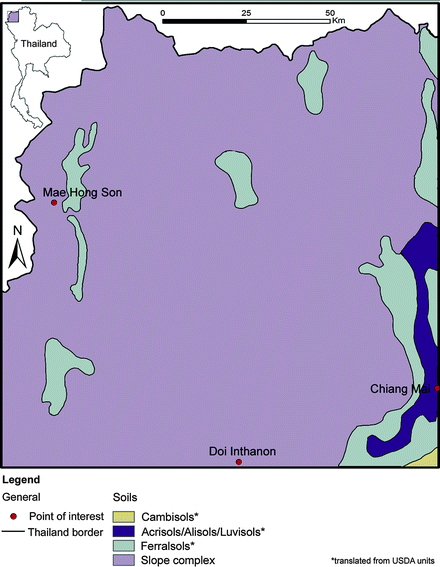 0 25 50
Km
Thailand
Mae Hong Son
N
Chiang Mai
Doi Inthanon
Legend
General
Soils
Point of interest
Thailand border
Cambisols*
Acrisols/Alisols/Luvisols*
Ferralsols*
Slope complex
*translated from USDA units